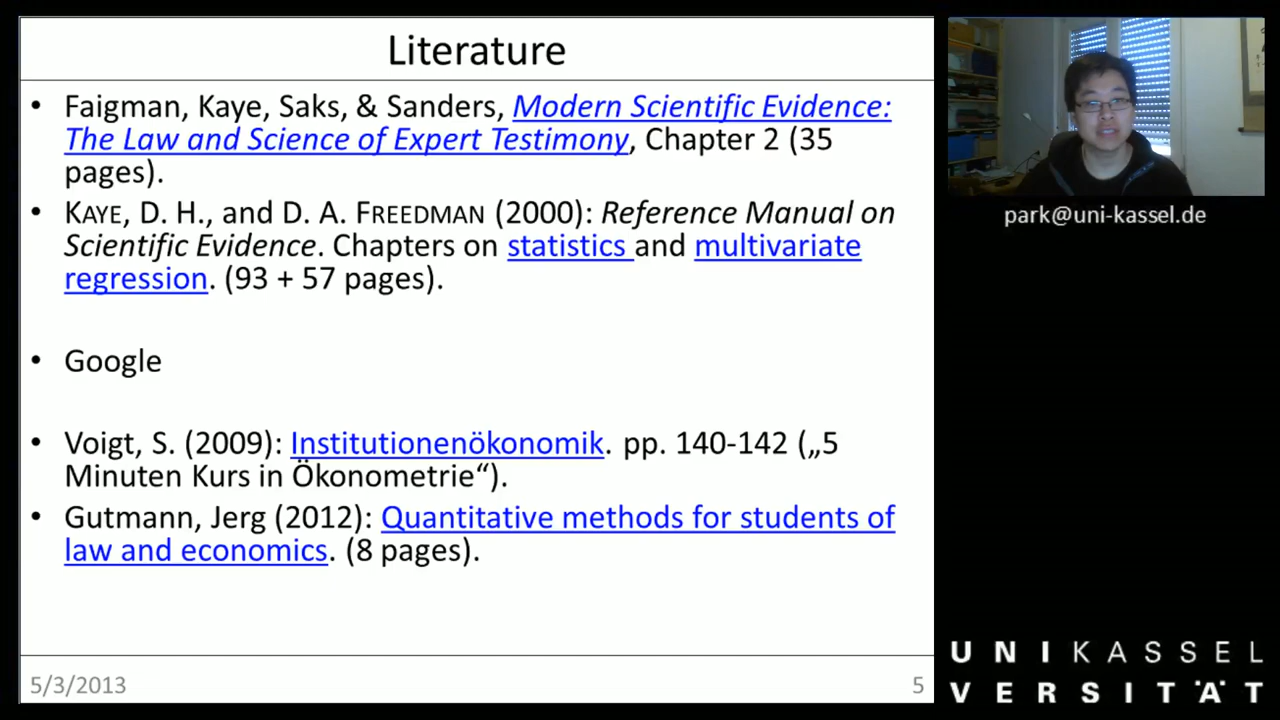 Literature
• Faigman, Kaye, Saks, & Sanders, Modern Scientific Evidence:
The Law and Science of Expert Testimony, Chapter 2 (35
pages).
• KAYE, D. H., and D. A. FREEDMAN (2000): Reference Manual on
Scientific Evidence. Chapters on statistics and multivariate
regression. (93 + 57 pages).
• Google
• Voigt, S. (2009): Institutionenökonomik. pp. 140-142 („5
Minuten Kurs in Ökonometrie“).
• Gutmann, Jerg (2012): Quantitative methods for students of
law and economics. (8 pages).
5/3/2013
5
park@uni-kassel.de
UNIKASSEL
VERSITÄT